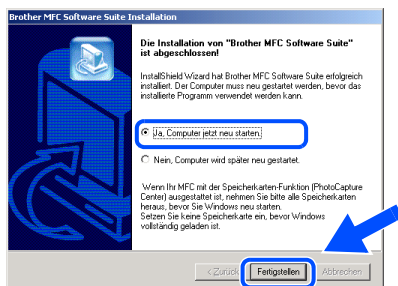 Brother MFC Software Suite Installation
Die Installation von "Brother MFC Software Suite"
ist abgeschlossen!
InstallShield Wizard hat Brother MFC Software Suite erfolgreich
installiert. Der Computer muss neu gestartet werden, bevor das
installierte Programm verwendet werden kann.
Ja, Computer jetzt neu starten.
Nein, Computer wird später neu gestartet.
Wenn Ihr MFC mit der Speicherkarten-Funktion (PhotoCapture
Center) ausgestattet ist, nehmen Sie bitte alle Speicherkarten
heraus, bevor Sie Windows neu starten.
Setzen Sie keine Speicherkarte ein, bevor Windows
vollständig geladen ist.
< Zurück Fertigstellen Abbrechen